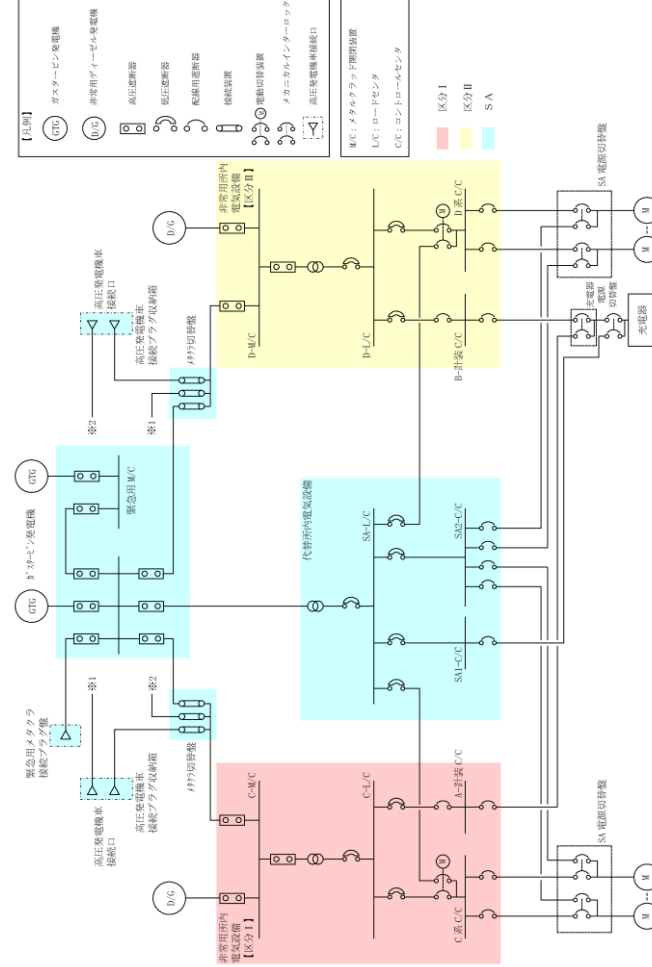 【凡例】
GTG
ガスタービン発電機
D/G
非常用ディーゼル発電機
高圧遮断器
低圧遮断器
配線用遮断器
接続装置
M
電動切替装置
メカニカルインターロック
高圧発電機車接続口
M/C：メタルクラッド開閉装置
L/C：ロードセンタ
C/C：コントロールセンタ
区分Ⅰ
区分Ⅱ
SA
GTG
GTG
ｶﾞｽﾀｰﾋﾞﾝ発電機
緊急用 M/C
緊急用メタクラ
接続プラグ盤
高圧発電機車
接続口
※1
高圧発電機車
接続プラグ収納箱
※2
ﾒﾀｸﾗ切替盤
高圧発電機車
接続口
※2
高圧発電機車
接続プラグ収納箱
※1
ﾒﾀｸﾗ切替盤
D/G
非常用所内
電気設備
【区分Ⅰ】
C-M/C
C-L/C
M
C系 C/C
A-計装 C/C
代替所内電気設備
SA-L/C
SA1-C/C
SA2-C/C
D/G
非常用所内
電気設備
【区分Ⅱ】
D-M/C
D-L/C
M
B-計装 C/C
D系 C/C
SA 電源切替盤
M
M
充電器
電源
切替盤
充電器
SA 電源切替盤
M
M